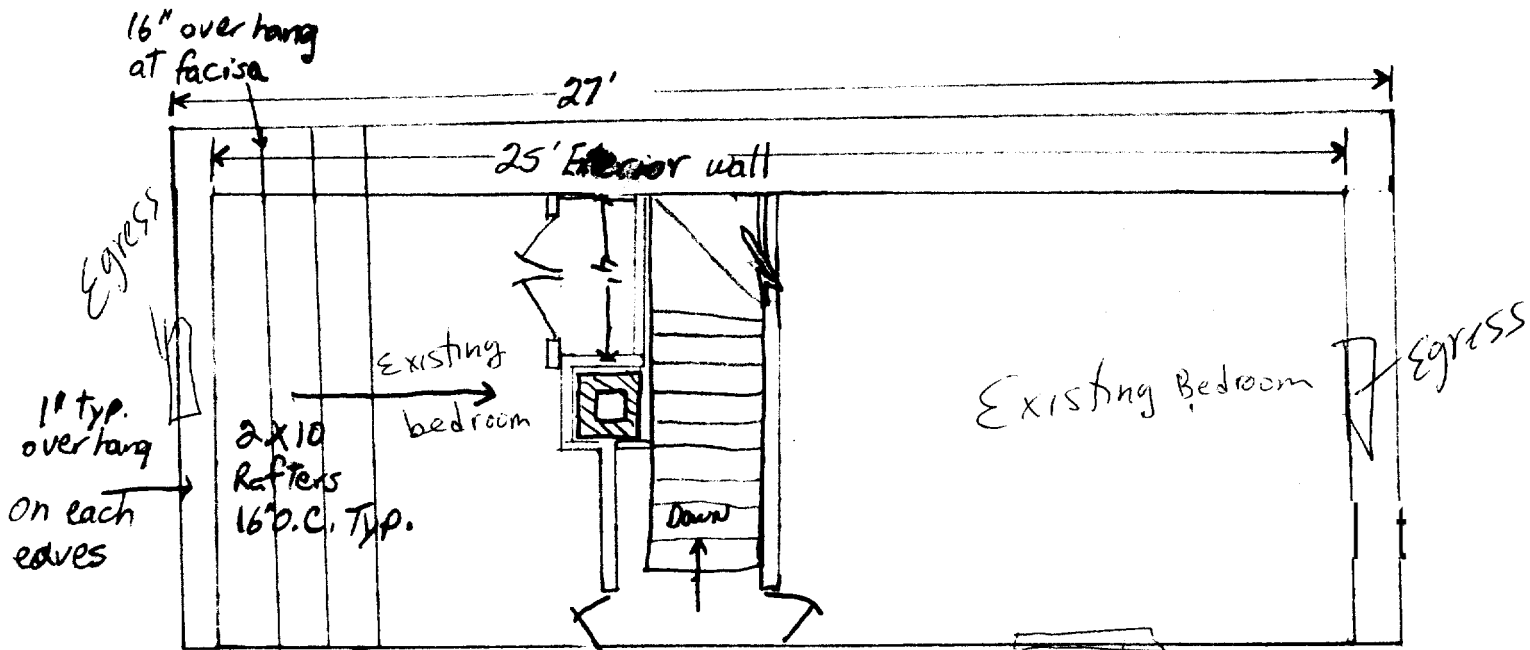 16" over hang
at facisa
27'
25' Exterior wall
Egress
Existing
bedroom
Existing Bedroom
Egress
1" typ.
over hang
On each
edves
2x10
Rafters
16"O.C. Typ.
Down